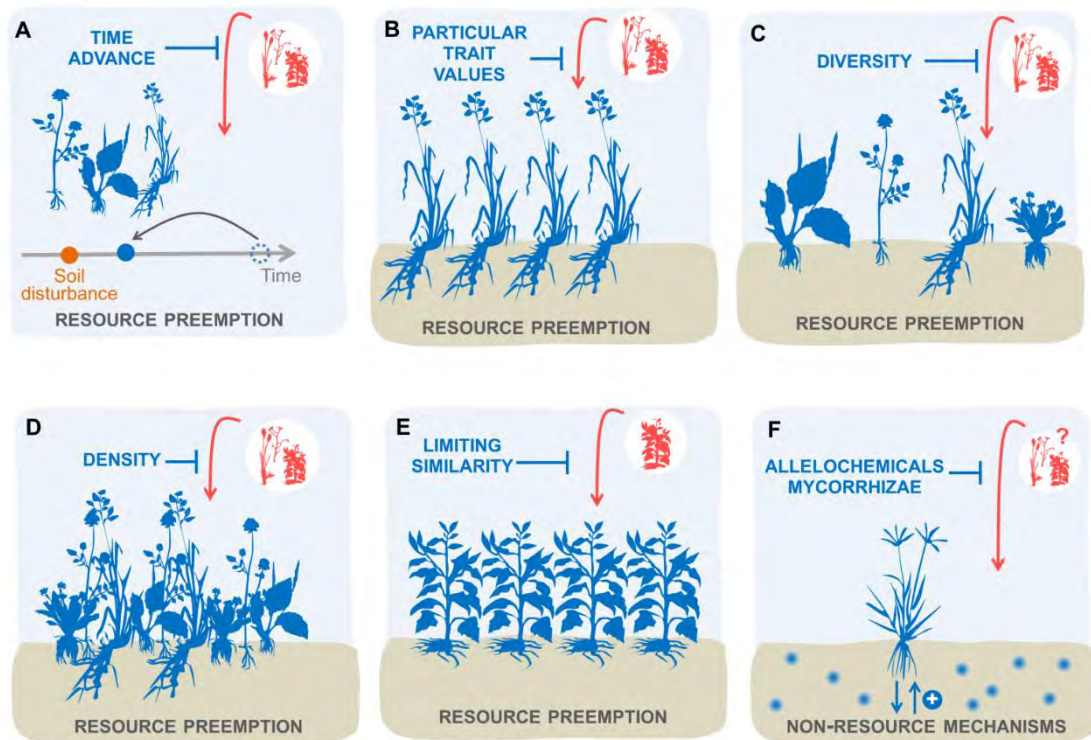 A
TIME
ADVANCE
Soil
disturbance
Time
RESOURCE PREEMPTION
B
PARTICULAR
TRAIT
VALUES
RESOURCE PREEMPTION
C
DIVERSITY
RESOURCE PREEMPTION
D
DENSITY
RESOURCE PREEMPTION
E
LIMITING
SIMILARITY
RESOURCE PREEMPTION
F
?
ALLELOCHEMICALS
MYCORRHIZAE
+
NON-RESOURCE MECHANISMS